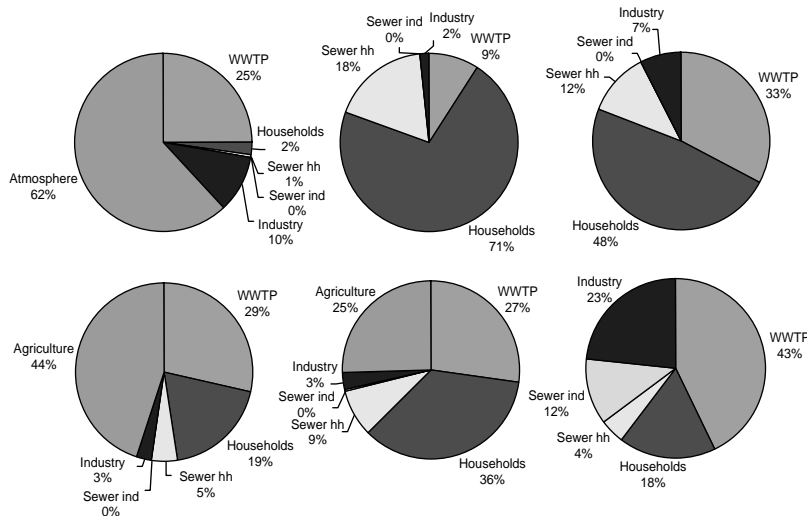 WWTP
25%
Households
2%
Sewer hh
1%
Sewer ind
0%
Industry
10%
Atmosphere
62%
Sewer ind
0%
Industry
2%
WWTP
9%
Sewer hh
18%
Households
71%
Industry
7%
Sewer ind
0%
Sewer hh
12%
WWTP
33%
Households
48%
WWTP
29%
Agriculture
44%
Households
19%
Industry
3%
Sewer ind
0%
Sewer hh
5%
Agriculture
25%
WWTP
27%
Industry
3%
Sewer ind
0%
Sewer hh
9%
Households
36%
Industry
23%
WWTP
43%
Sewer ind
12%
Sewer hh
4%
Households
18%